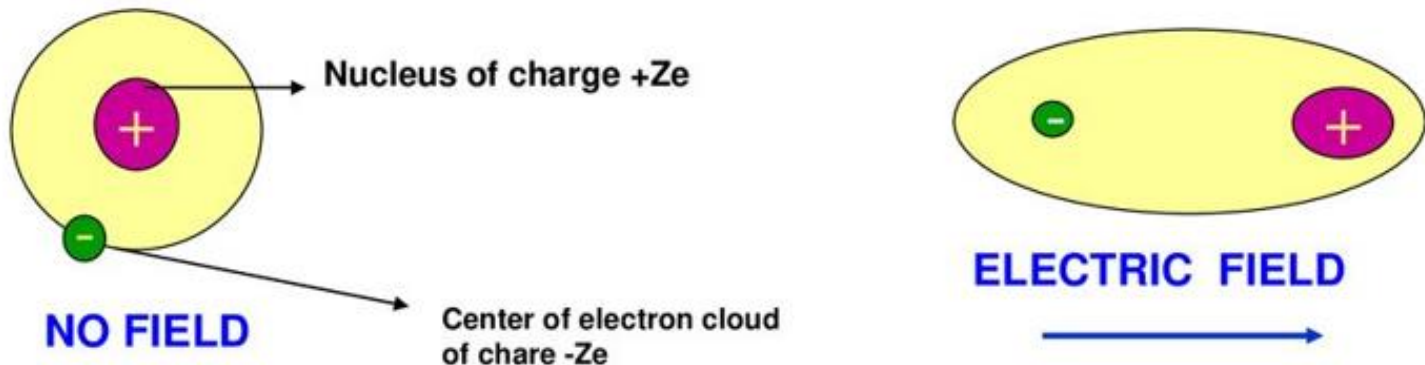 Nucleus of charge +Ze
+
-
NO FIELD
Center of electron cloud
of chare -Ze
-
+
ELECTRIC FIELD